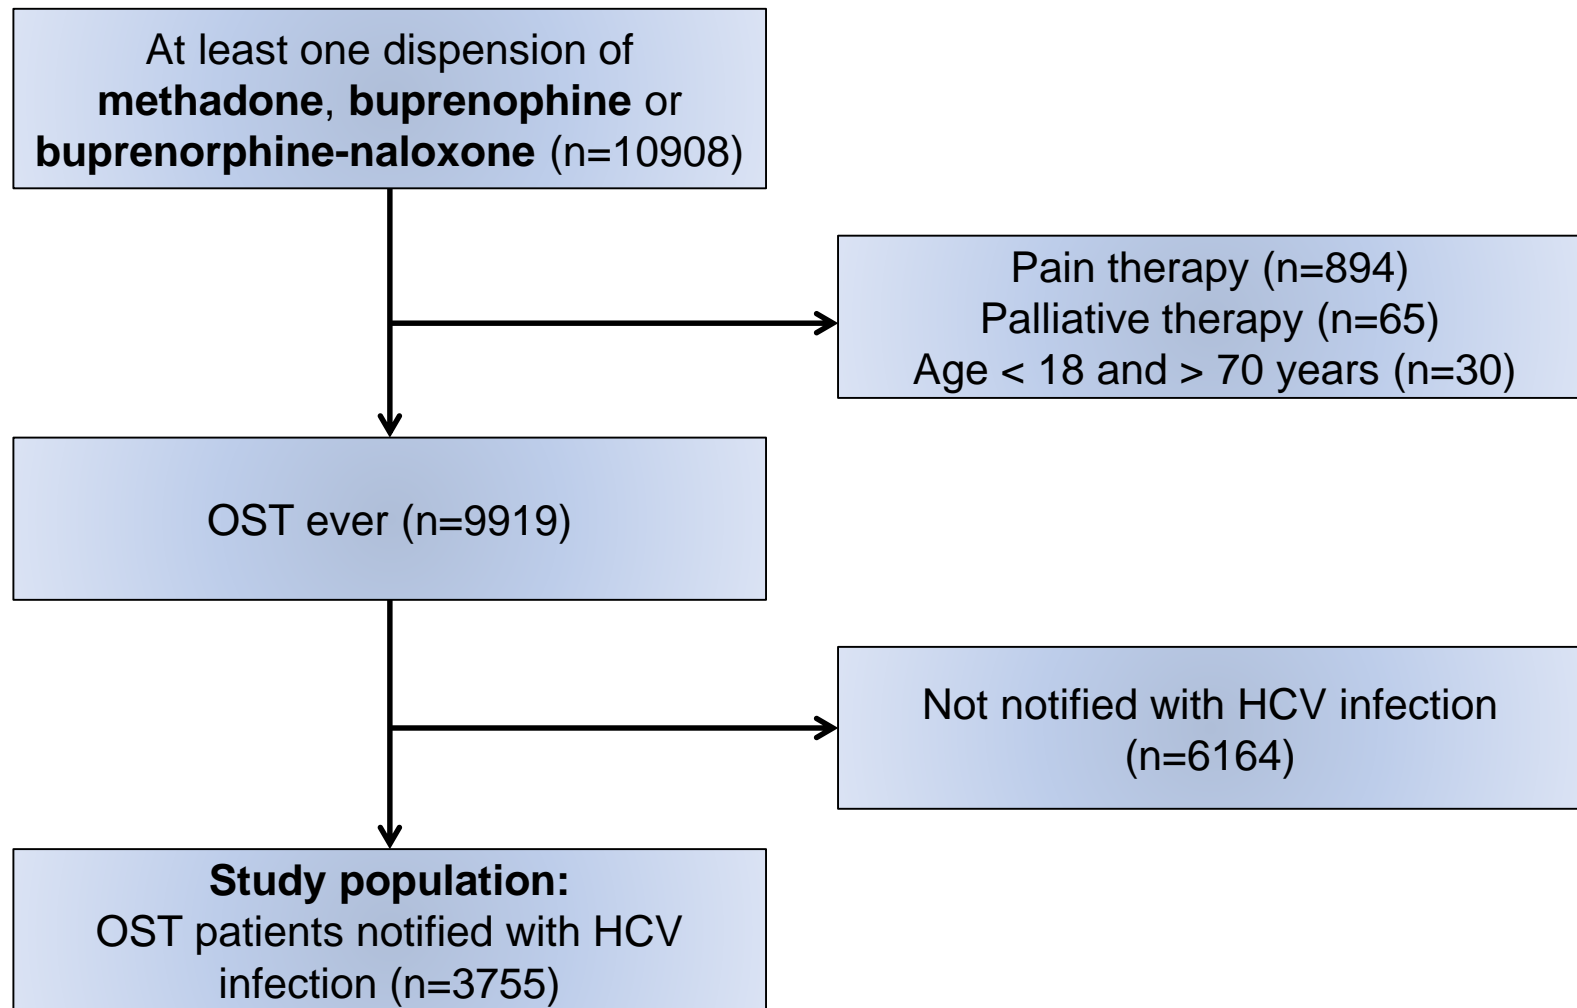 At least one dispension of
methadone, buprenophine or
buprenorphine-naloxone (n=10908)
Pain therapy (n=894)
Palliative therapy (n=65)
Age < 18 and > 70 years (n=30)
OST ever (n=9919)
Not notified with HCV infection
(n=6164)
Study population:
OST patients notified with HCV
infection (n=3755)